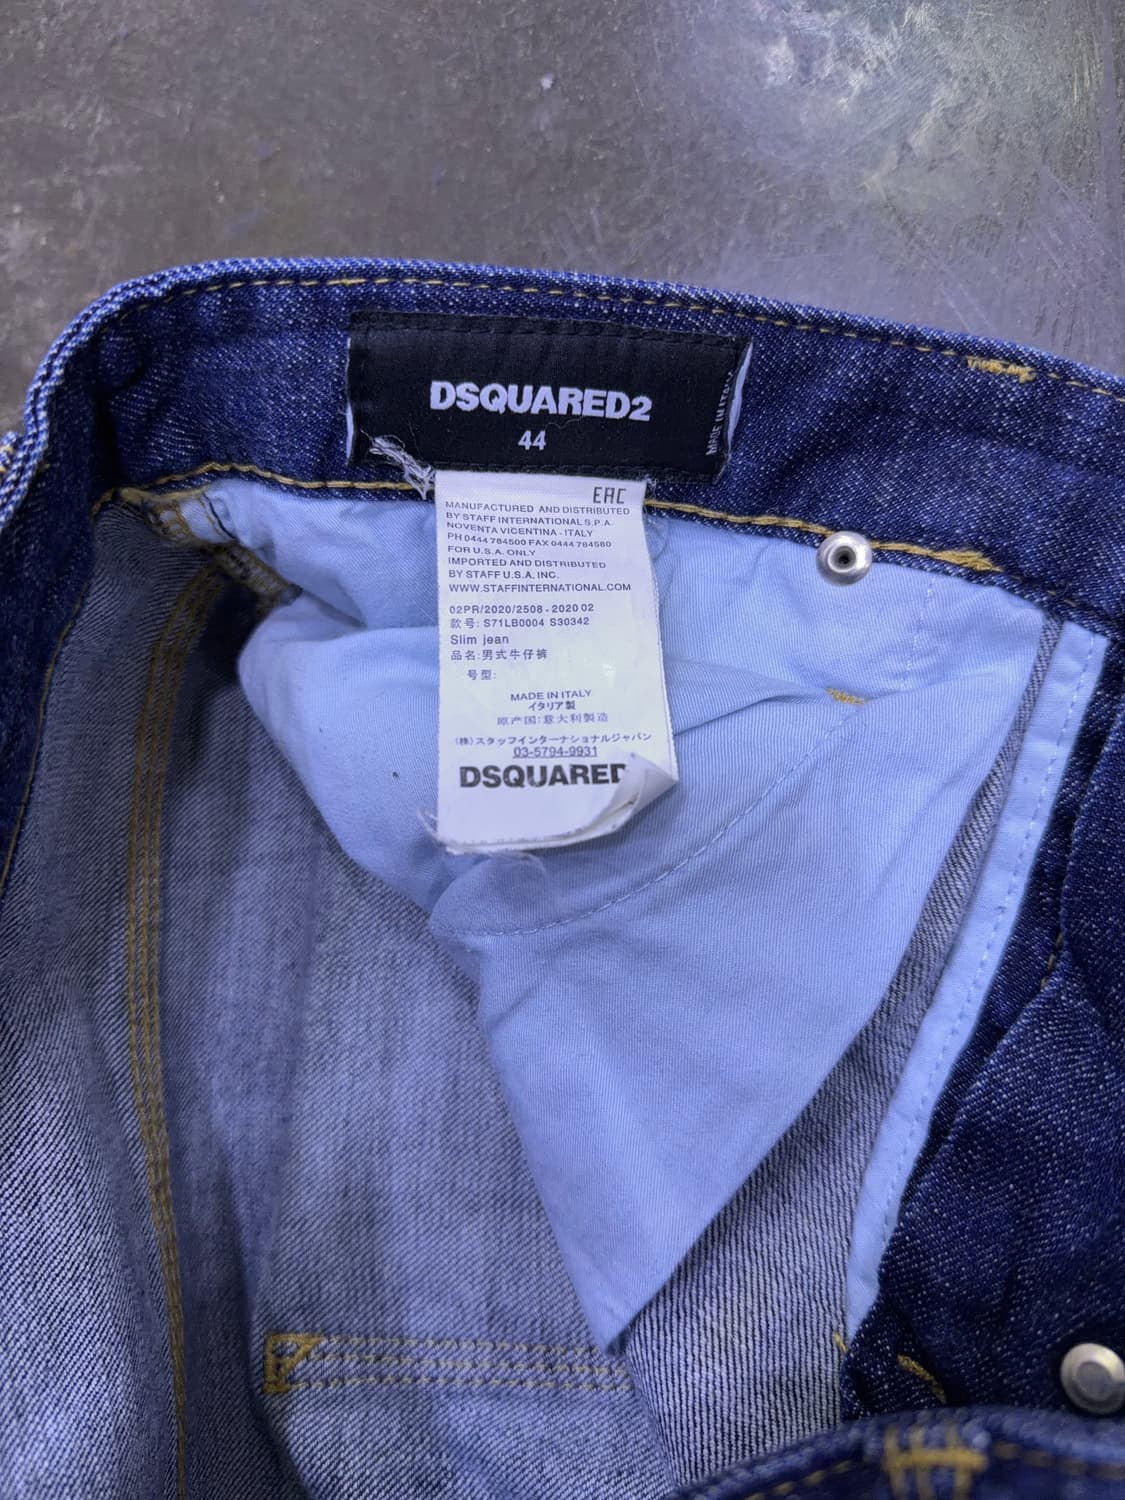 DSQUARED2
44
MADE IN ITALY
EAC
MANUFACTURED AND DISTRIBUTED
BY STAFF INTERNATIONAL S.P.A.
NOVENTA VICENTINA - ITALY
PH 0444 784500 FAX 0444 784580
FOR U.S.A. ONLY
IMPORTED AND DISTRIBUTED
BY STAFF U.S.A, INC.
WWW.STAFFINTERNATIONAL.COM
02PR/2020/2508 - 2020 02
款号: S71LB0004 S30342
Slim jean
品名:男式牛仔裤
号型:
MADE IN ITALY
イタリア製
原产国:意大利製造
(株)スタッフインターナショナルジャパン
03-5794-9931
DSQUARED